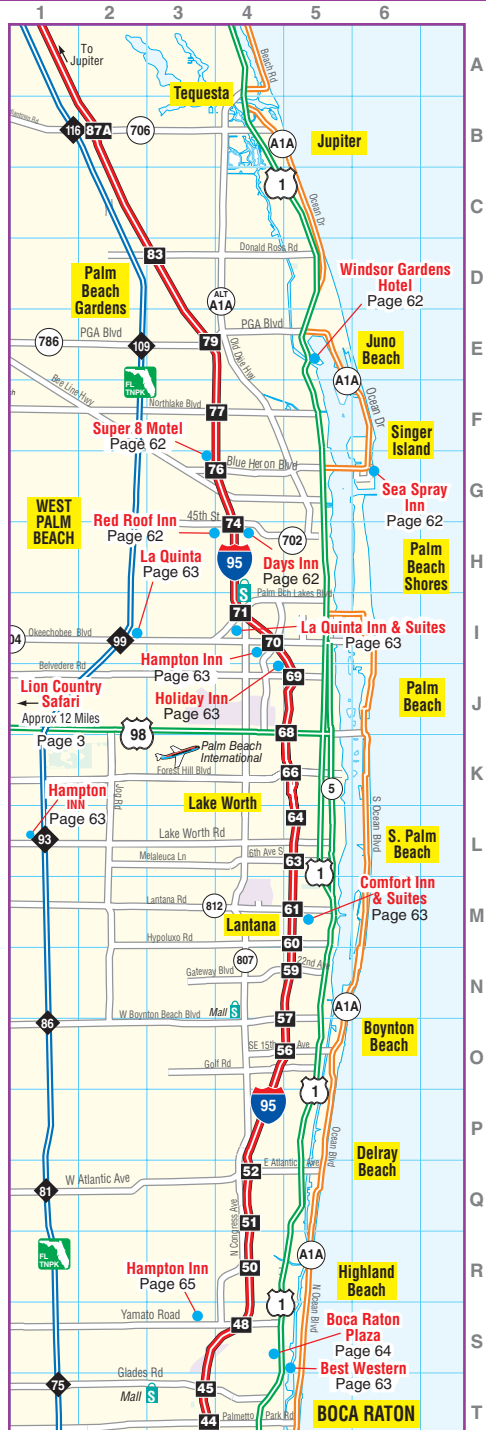 1 2 3 4 5 6
A
To
Jupiter
Beach Rd
Tequesta
B
116
87A
706
A1A
Jupiter
1
C
Ocean Dr
Donald Ross Rd
83
D
Palm
Beach
Gardens
ALT
A1A
Windsor Gardens
Hotel
Page 62
PGA Blvd
786
109
79
PGA Blvd
E
Juno
Beach
FL
TNPK
Old Dixie Hwy
A1A
Bee Line Hwy
Northlake Blvd
77
Ocean Dr
F
Super 8 Motel
Page 62
Singer
Island
76
Blue Heron Blvd
G
Sea Spray
Inn
Page 62
WEST
PALM
BEACH
45th St
74
Red Roof Inn
Page 62
702
95
Days Inn
Page 62
H
Palm
Beach
Shores
La Quinta
Page 63
S
Palm Bch Lakes Blvd
71
I
04
Okeechobee Blvd
99
70
La Quinta Inn & Suites
Page 63
Hampton Inn
Page 63
Belvedere Rd
69
Holiday Inn
Page 63
J
Palm
Beach
Lion Country
Safari
Approx 12 Miles
Page 3
98
68
Palm Beach
International
Forest Hill Blvd
66
K
Jog Rd
5
Hampton
INN
Page 63
Lake Worth
64
S Ocean Blvd
93
Lake Worth Rd
L
S. Palm
Beach
Melaleuca Ln
6th Ave S
63
1
Comfort Inn
& Suites
Page 63
Lantana Rd
812
61
M
Lantana
Hypoluxo Rd
60
807
22nd Ave
Gateway Blvd
59
N
Mall
S
A1A
86
W Boynton Beach Blvd
57
Boynton
Beach
SE 15th Ave
56
O
Golf Rd
1
95
P
Ocean Blvd
Delray
Beach
W Atlantic Ave
52
E Atlantic Ave
81
Q
N Congress Ave
51
FL
TNPK
A1A
50
R
Hampton Inn
Page 65
Highland
Beach
1
N Ocean Blvd
Yamato Road
48
Boca Raton
Plaza
Page 64
S
Best Western
Page 63
Glades Rd
75
45
Mall
S
44
Palmetto Park Rd
BOCA RATON
T